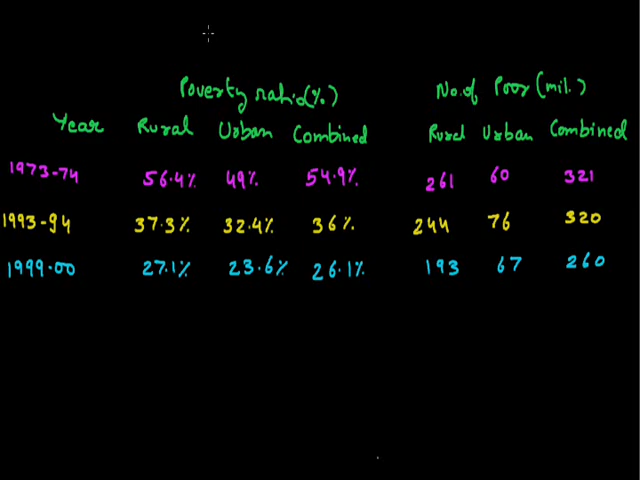 Poverty ratio(%) No. of Poor (mil.)
Year Rural Urban Combined Rural Urban Combined
1973-74 56.4% 49% 54.9% 261 60 321
1993-94 37.3% 32.4% 36% 244 76 320
1999-00 27.1% 23.6% 26.1% 193 67 260